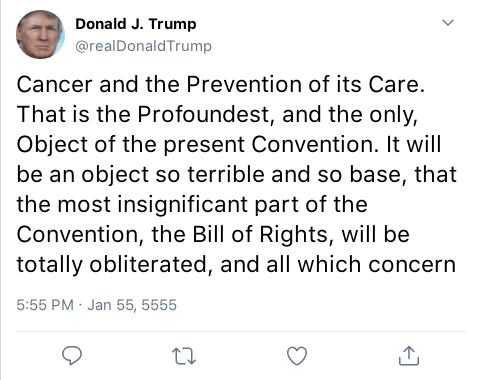 Donald J. Trump
@realDonaldTrump
Cancer and the Prevention of its Care.
That is the Profoundest, and the only,
Object of the present Convention. It will
be an object so terrible and so base, that
the most insignificant part of the
Convention, the Bill of Rights, will be
totally obliterated, and all which concern
5:55 PM · Jan 55, 5555